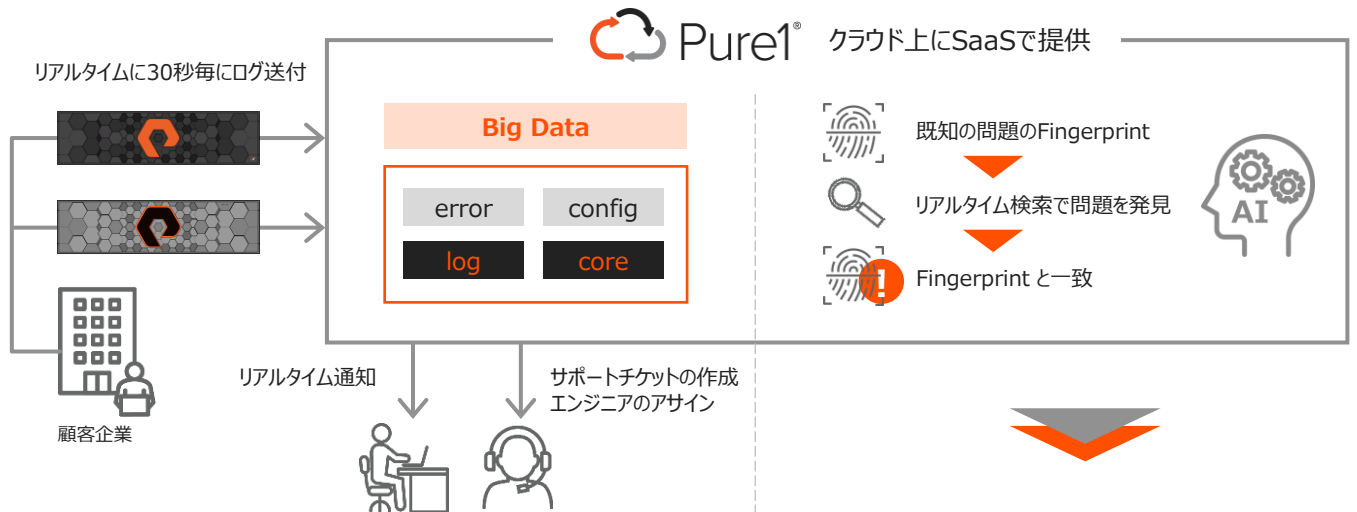 Pure1® クラウド上にSaaSで提供
リアルタイムに30秒毎にログ送付
Big Data
error
config
log
core
既知の問題のFingerprint
リアルタイム検索で問題を発見
Fingerprint と一致
!
AI
顧客企業
リアルタイム通知
サポートチケットの作成
エンジニアのアサイン